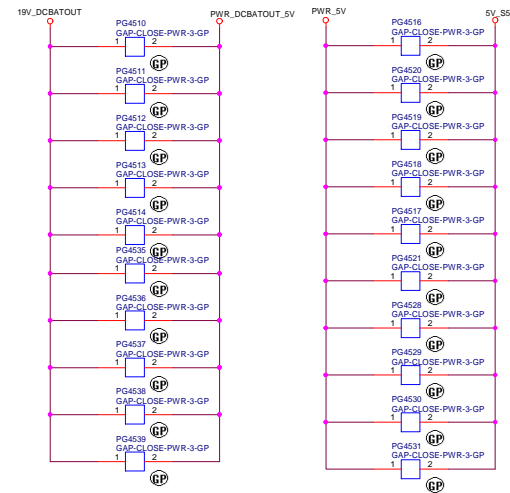 19V_DCBATOUT
PWR_DCBATOUT_5V
PG4510
GAP-CLOSE-PWR-3-GP
1 2
GP
PG4511
GAP-CLOSE-PWR-3-GP
1 2
GP
PG4512
GAP-CLOSE-PWR-3-GP
1 2
GP
PG4513
GAP-CLOSE-PWR-3-GP
1 2
GP
PG4514
GAP-CLOSE-PWR-3-GP
1 2
GP
PG4535
GAP-CLOSE-PWR-3-GP
1 2
GP
PG4536
GAP-CLOSE-PWR-3-GP
1 2
GP
PG4537
GAP-CLOSE-PWR-3-GP
1 2
GP
PG4538
GAP-CLOSE-PWR-3-GP
1 2
GP
PG4539
GAP-CLOSE-PWR-3-GP
1 2
GP
PWR_5V
5V_S5
PG4516
GAP-CLOSE-PWR-3-GP
1 2
GP
PG4520
GAP-CLOSE-PWR-3-GP
1 2
GP
PG4519
GAP-CLOSE-PWR-3-GP
1 2
GP
PG4518
GAP-CLOSE-PWR-3-GP
1 2
GP
PG4517
GAP-CLOSE-PWR-3-GP
1 2
GP
PG4521
GAP-CLOSE-PWR-3-GP
1 2
GP
PG4528
GAP-CLOSE-PWR-3-GP
1 2
GP
PG4529
GAP-CLOSE-PWR-3-GP
1 2
GP
PG4530
GAP-CLOSE-PWR-3-GP
1 2
GP
PG4531
GAP-CLOSE-PWR-3-GP
1 2
GP